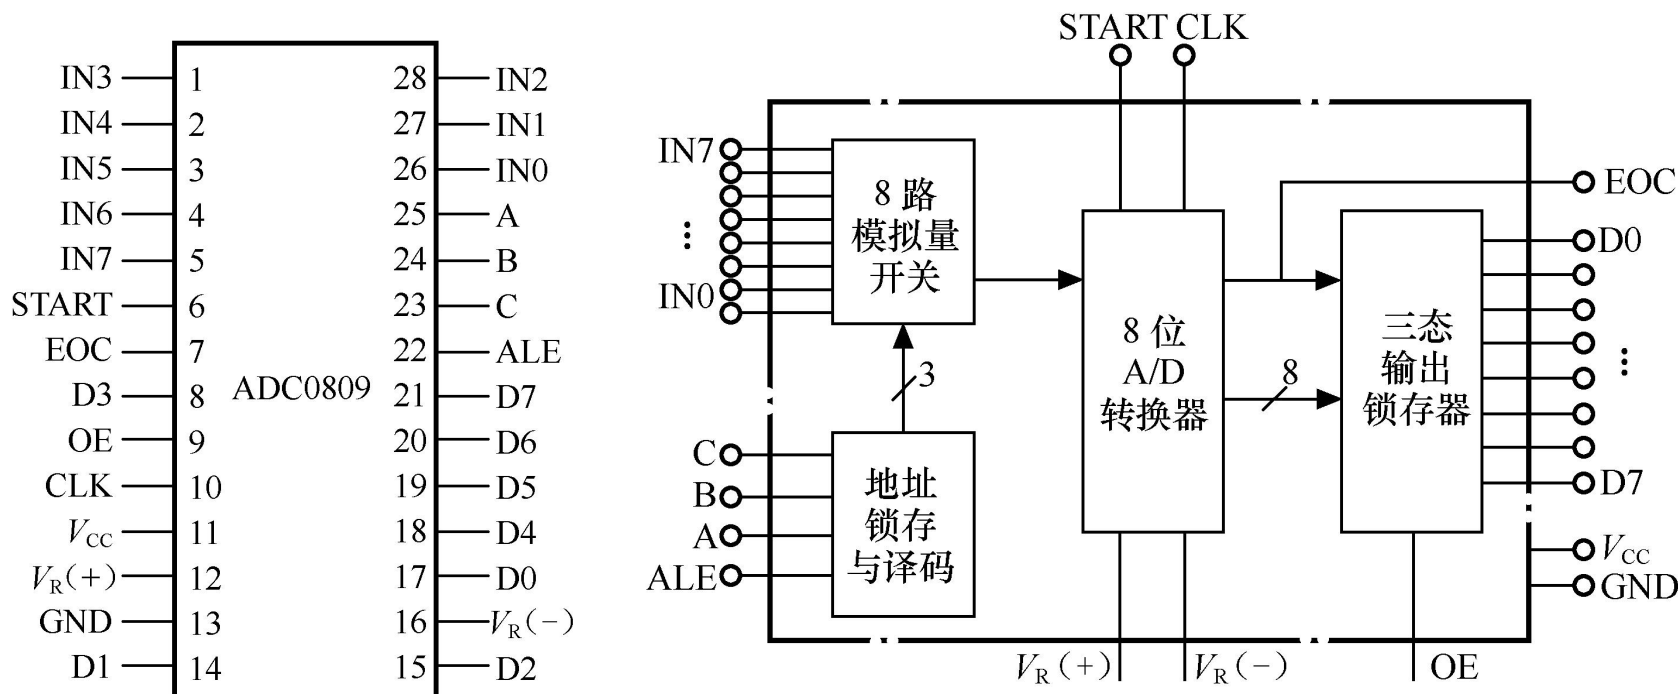 IN3 1 28 IN2
IN4 2 27 IN1
IN5 3 26 IN0
IN6 4 25 A
IN7 5 24 B
START 6 23 C
EOC 7 22 ALE
D3 8 ADC0809 21 D7
OE 9 20 D6
CLK 10 19 D5
VCC 11 18 D4
VR(+) 12 17 D0
GND 13 16 VR(-)
D1 14 15 D2
START CLK
IN7
⋮
IN0
8 路
模拟量
开关
3
C
B
A
ALE
地址
锁存
与译码
8 位
A/D
转换器
8
三态
输出
锁存器
EOC
D0
⋮
D7
VCC
GND
VR(+) VR(-) OE